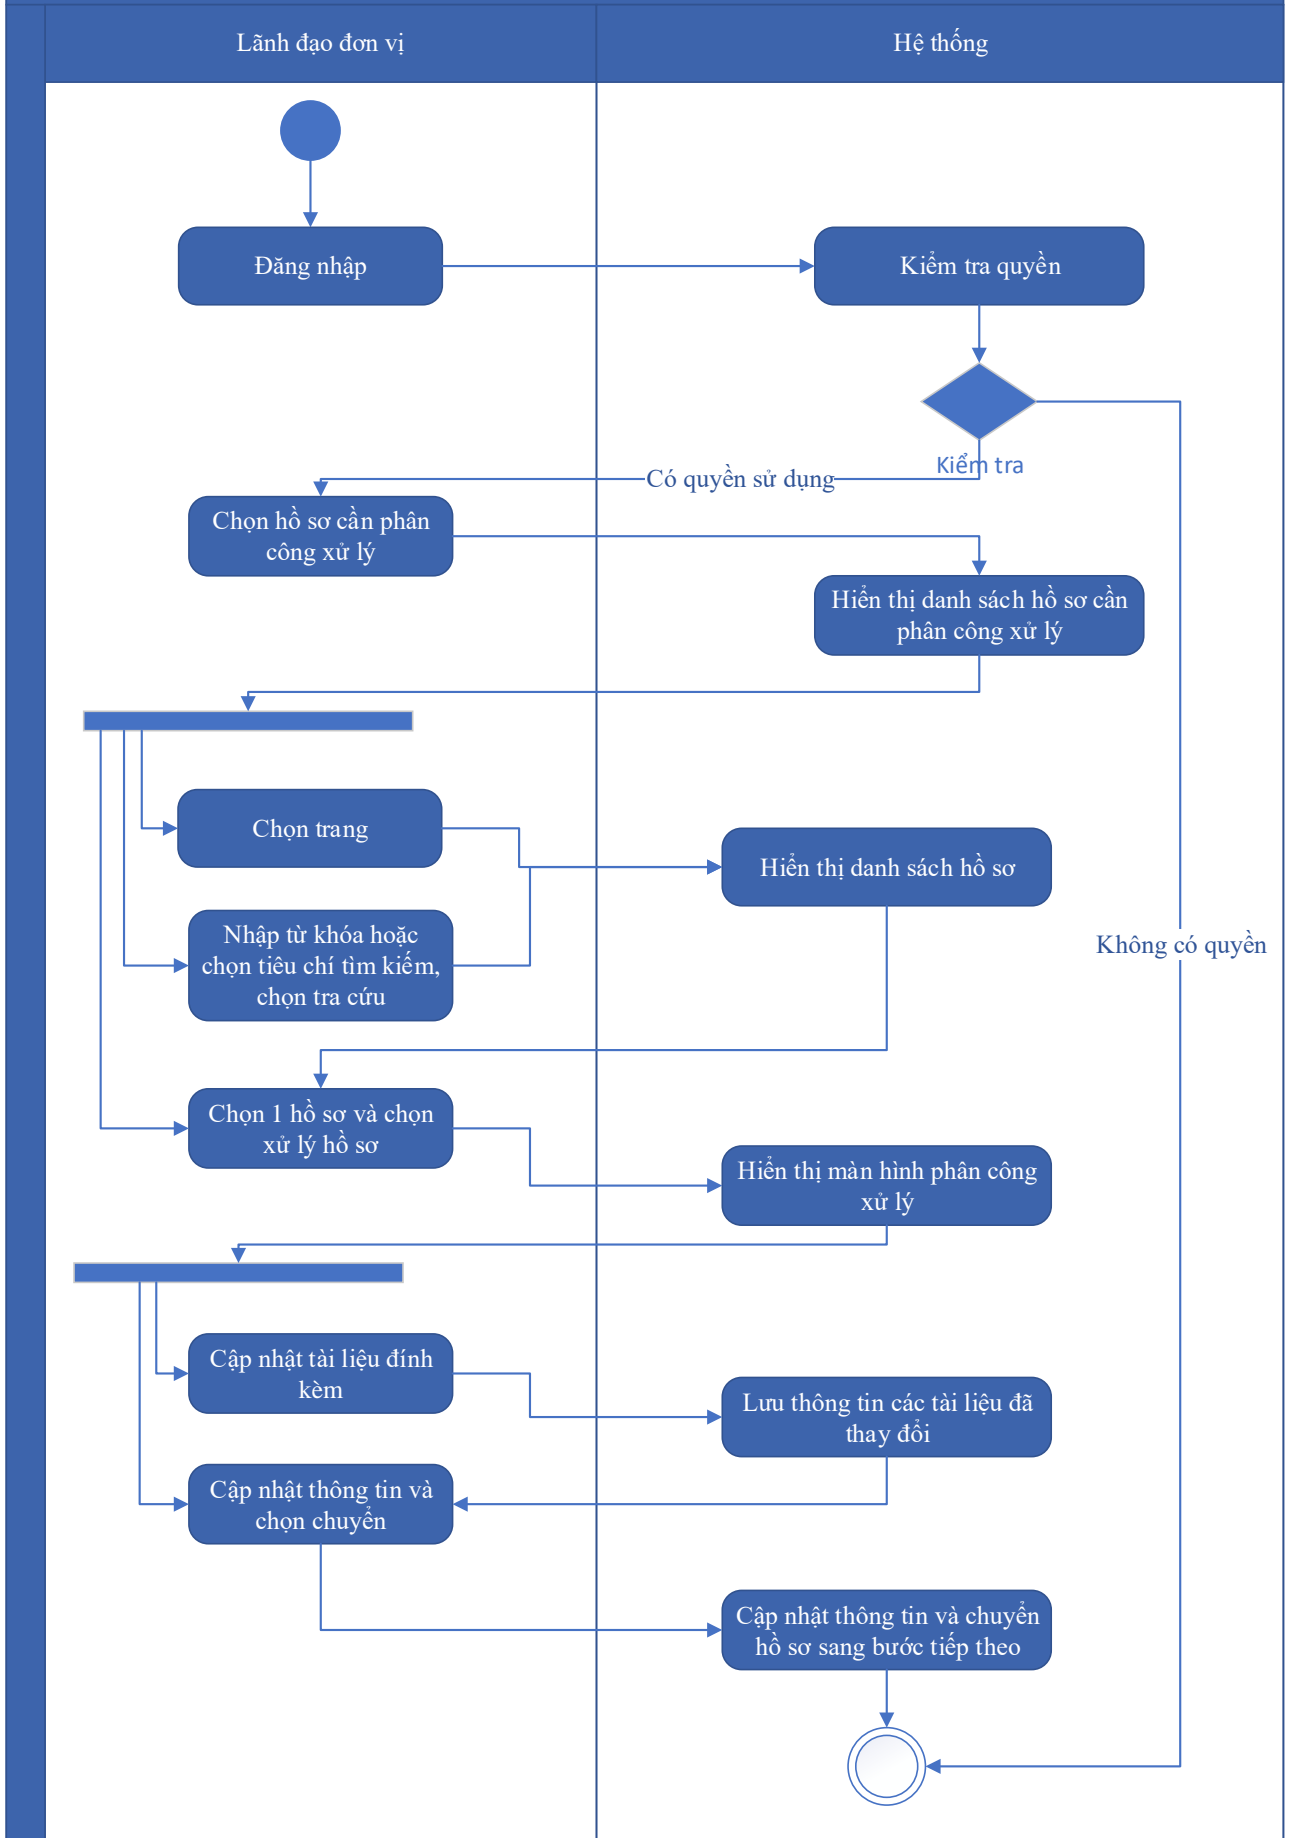 Lãnh đạo đơn vị
Hệ thống
Đăng nhập
Kiểm tra quyền
Kiểm tra
Có quyền sử dụng
Chọn hồ sơ cần phân
công xử lý
Hiển thị danh sách hồ sơ cần
phân công xử lý
Chọn trang
Hiển thị danh sách hồ sơ
Nhập từ khóa hoặc
chọn tiêu chí tìm kiếm,
chọn tra cứu
Không có quyền
Chọn 1 hồ sơ và chọn
xử lý hồ sơ
Hiển thị màn hình phân công
xử lý
Cập nhật tài liệu đính
kèm
Lưu thông tin các tài liệu đã
thay đổi
Cập nhật thông tin và
chọn chuyển
Cập nhật thông tin và chuyển
hồ sơ sang bước tiếp theo